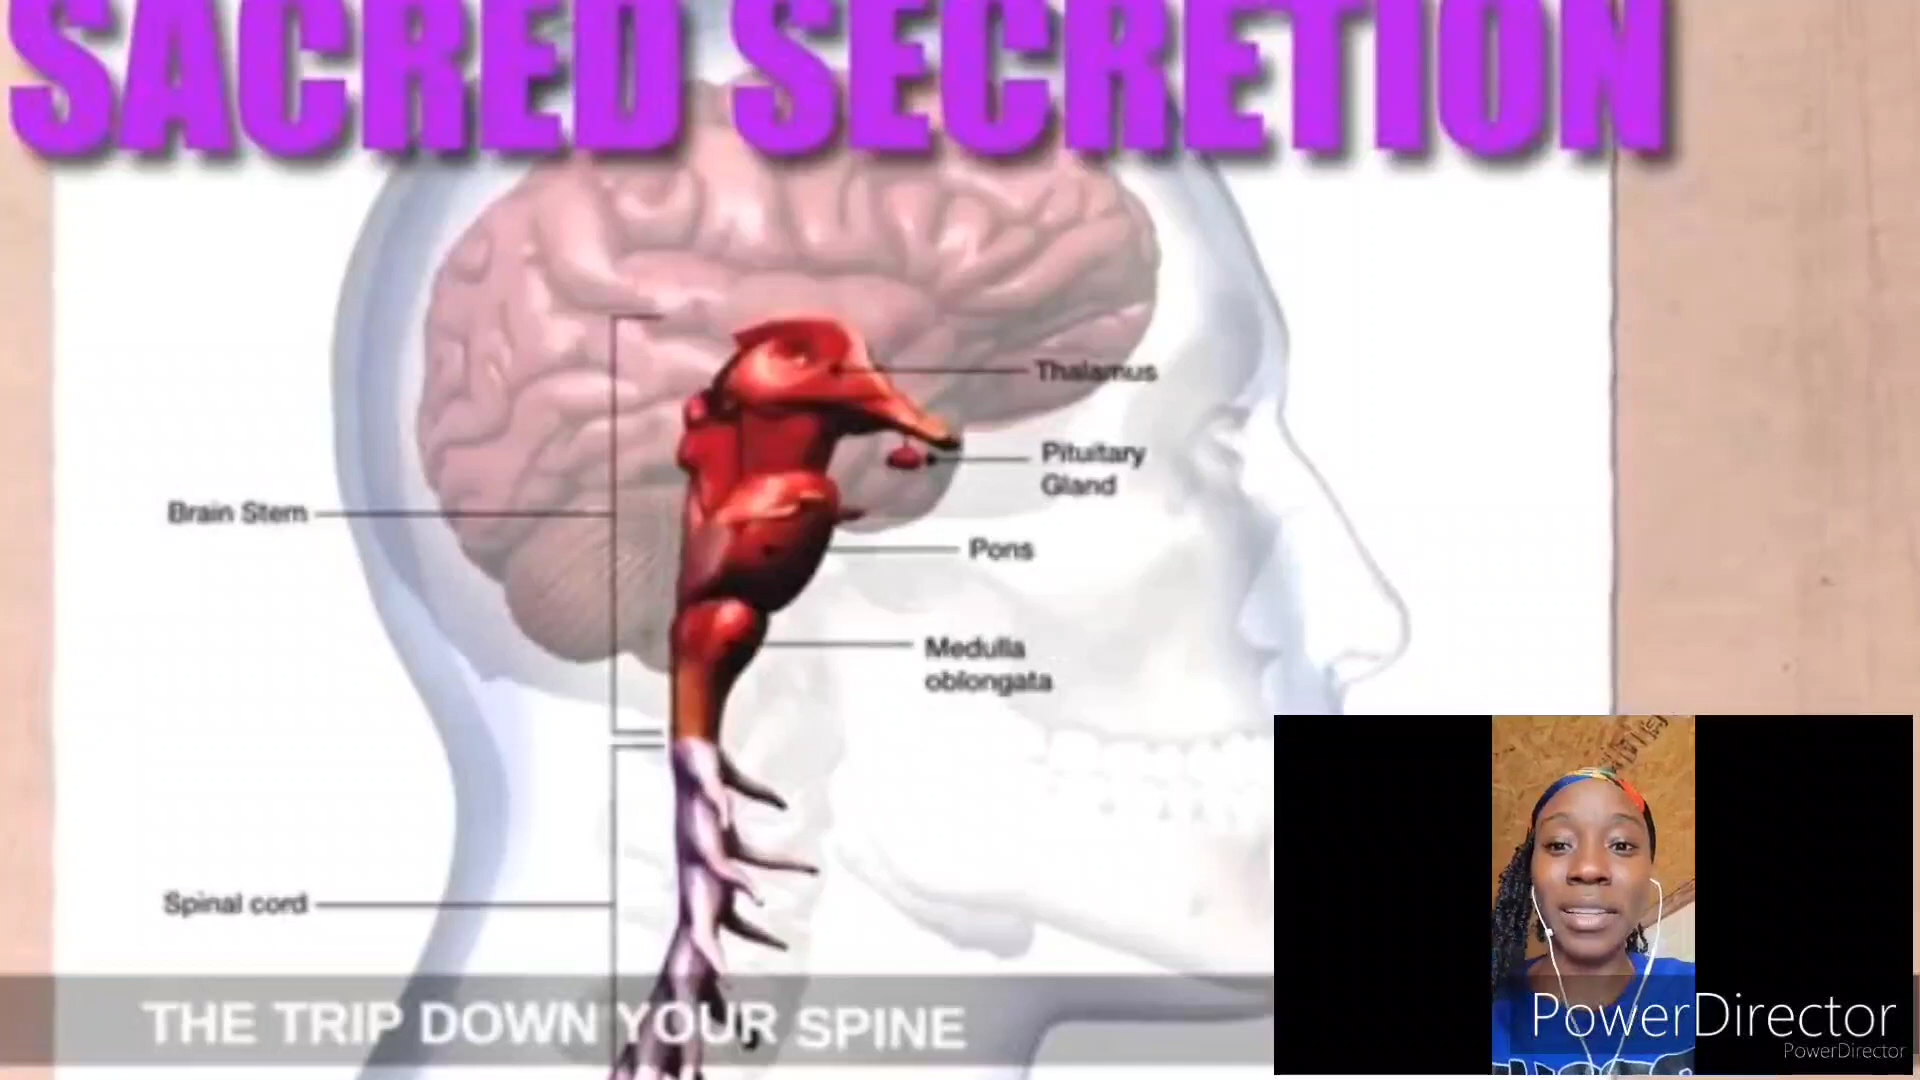 SACRED SECRETION
Thalamus
Pituitary
Gland
Brain Stem
Pons
Medulla
oblongata
Spinal cord
THE TRIP DOWN YOUR SPINE
PowerDirector
PowerDirector